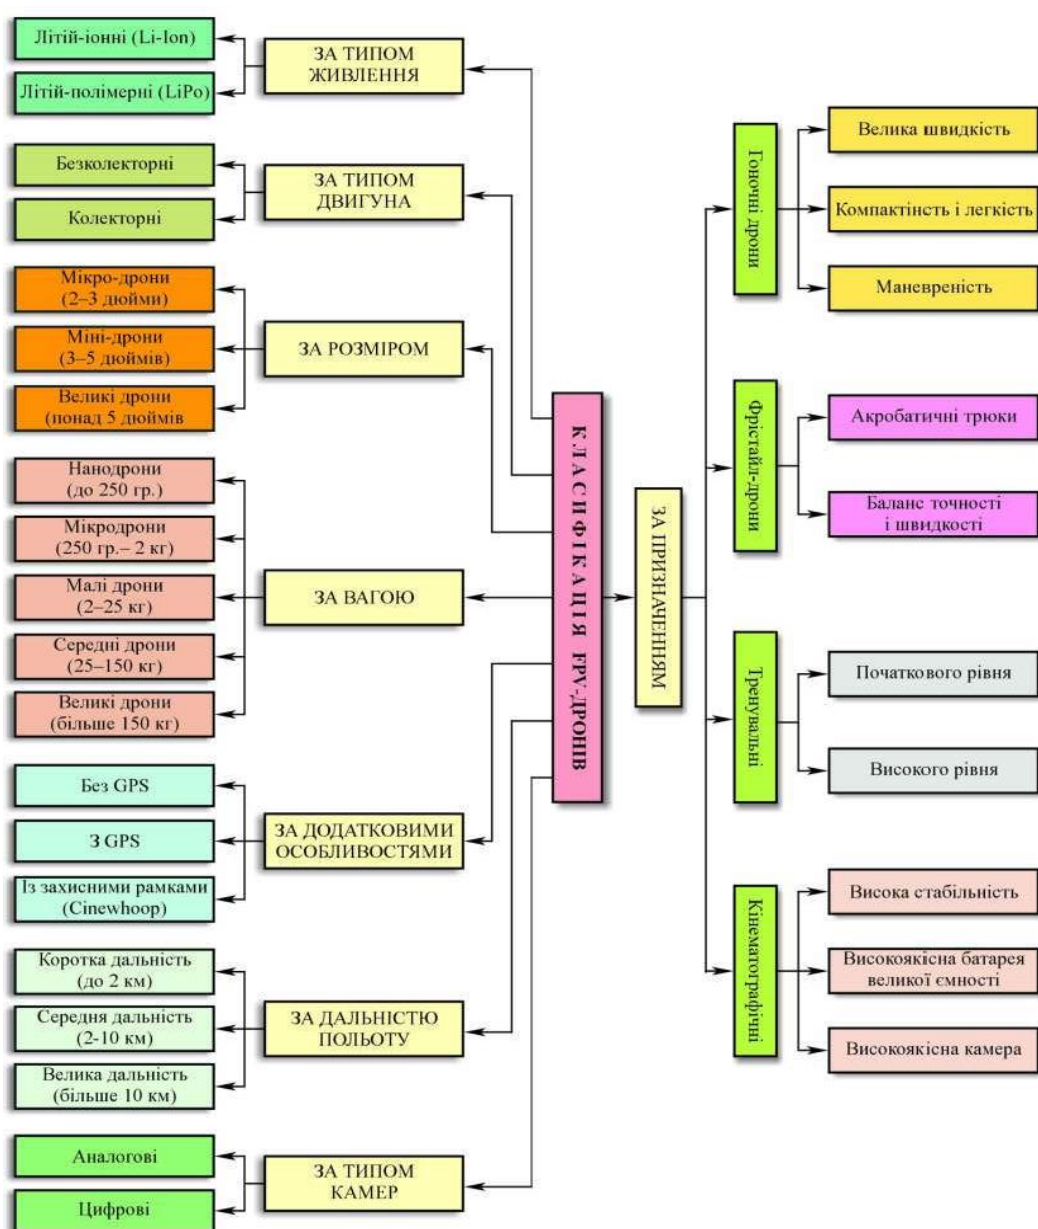 Літій-іонні (Li-Ion)
Літій-полімерні (LiPo)
ЗА ТИПОМ
ЖИВЛЕННЯ
Безколекторні
Колекторні
ЗА ТИПОМ
ДВИГУНА
Мікро-дрони
(2–3 дюйми)
Міні-дрони
(3–5 дюймів)
Великі дрони
(понад 5 дюймів
ЗА РОЗМІРОМ
Нанодрони
(до 250 гр.)
Мікродрони
(250 гр.– 2 кг)
Малі дрони
(2–25 кг)
Середні дрони
(25–150 кг)
Великі дрони
(більше 150 кг)
ЗА ВАГОЮ
Без GPS
З GPS
Із захисними рамками
(Cinewhoop)
ЗА ДОДАТКОВИМИ
ОСОБЛИВОСТЯМИ
Коротка дальність
(до 2 км)
Середня дальність
(2-10 км)
Велика дальність
(більше 10 км)
ЗА ДАЛЬНІСТЮ
ПОЛЬОТУ
Аналогові
Цифрові
ЗА ТИПОМ
КАМЕР
КЛАСИФІКАЦІЯ FPV-ДРОНІВ
ЗА ПРИЗНАЧЕННЯМ
Гоночні дрони
Велика швидкість
Компактінсть і легкість
Маневреність
Фрістайл-дрони
Акробатичні трюки
Баланс точності
і швидкості
Тренувальні
Початкового рівня
Високого рівня
Кінематографічні
Висока стабільність
Високоякісна батарея
великої ємності
Високоякісна камера